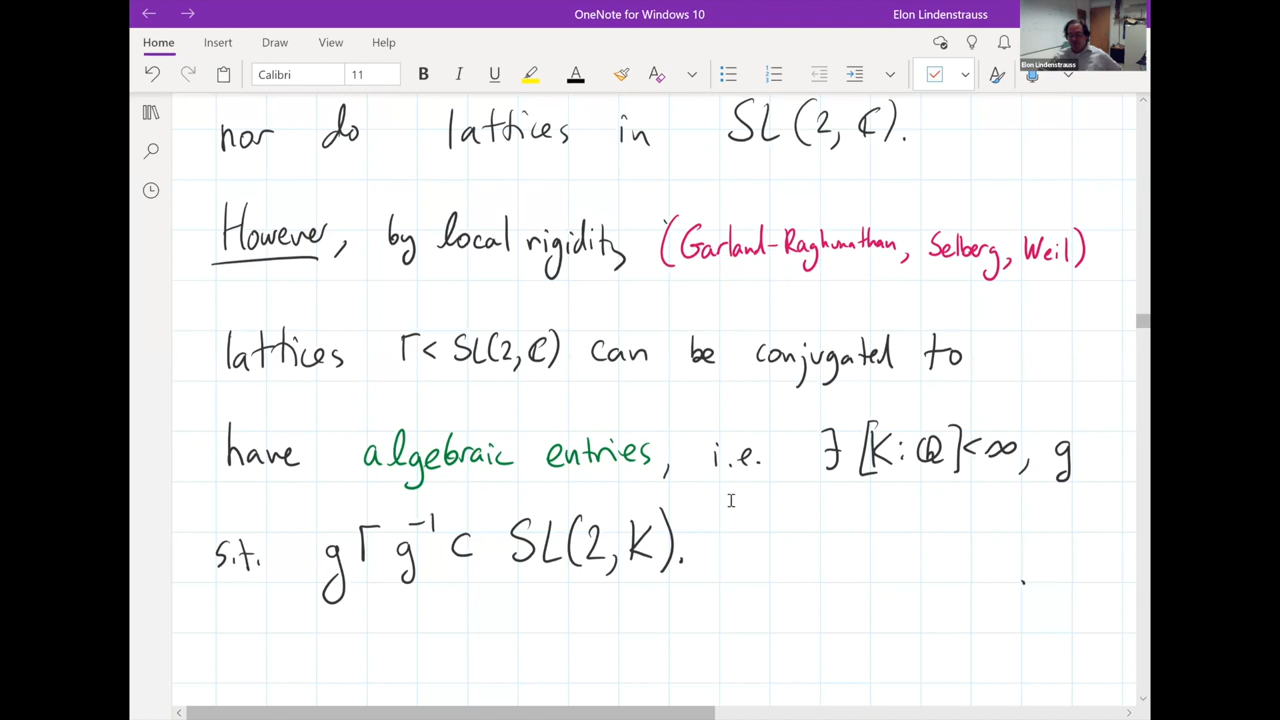 OneNote for Windows 10
Elon Lindenstrauss
Elon Lindenstrauss
Home Insert Draw View Help
Calibri 11 B I U A
nor do lattices in SL(2, ℂ).
However, by local rigidity (Garland-Raghunathan, Selberg, Weil)
lattices Γ < SL(2, ℂ) can be conjugated to
have algebraic entries, i.e. ∃ [K:ℚ]<∞, g
s.t. gΓg⁻¹ ⊂ SL(2, K).